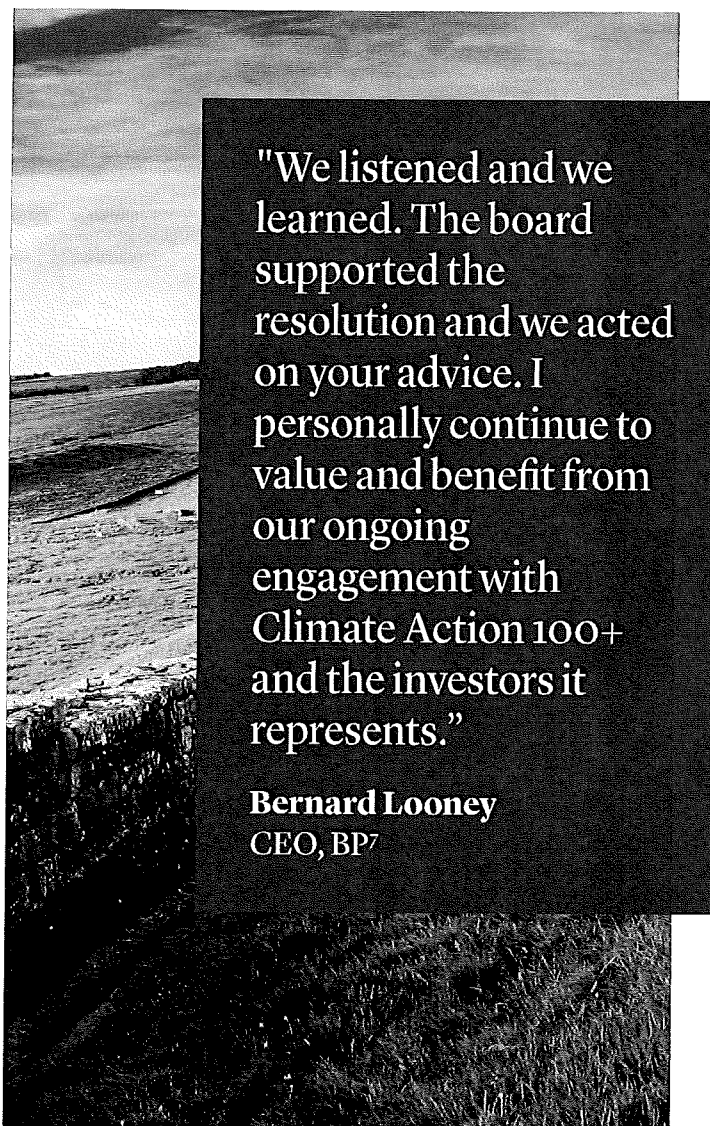 "We listened and we
learned. The board
supported the
resolution and we acted
on your advice. I
personally continue to
value and benefit from
our ongoing
engagement with
Climate Action 100+
and the investors it
represents.”
Bernard Looney
CEO, BP⁷